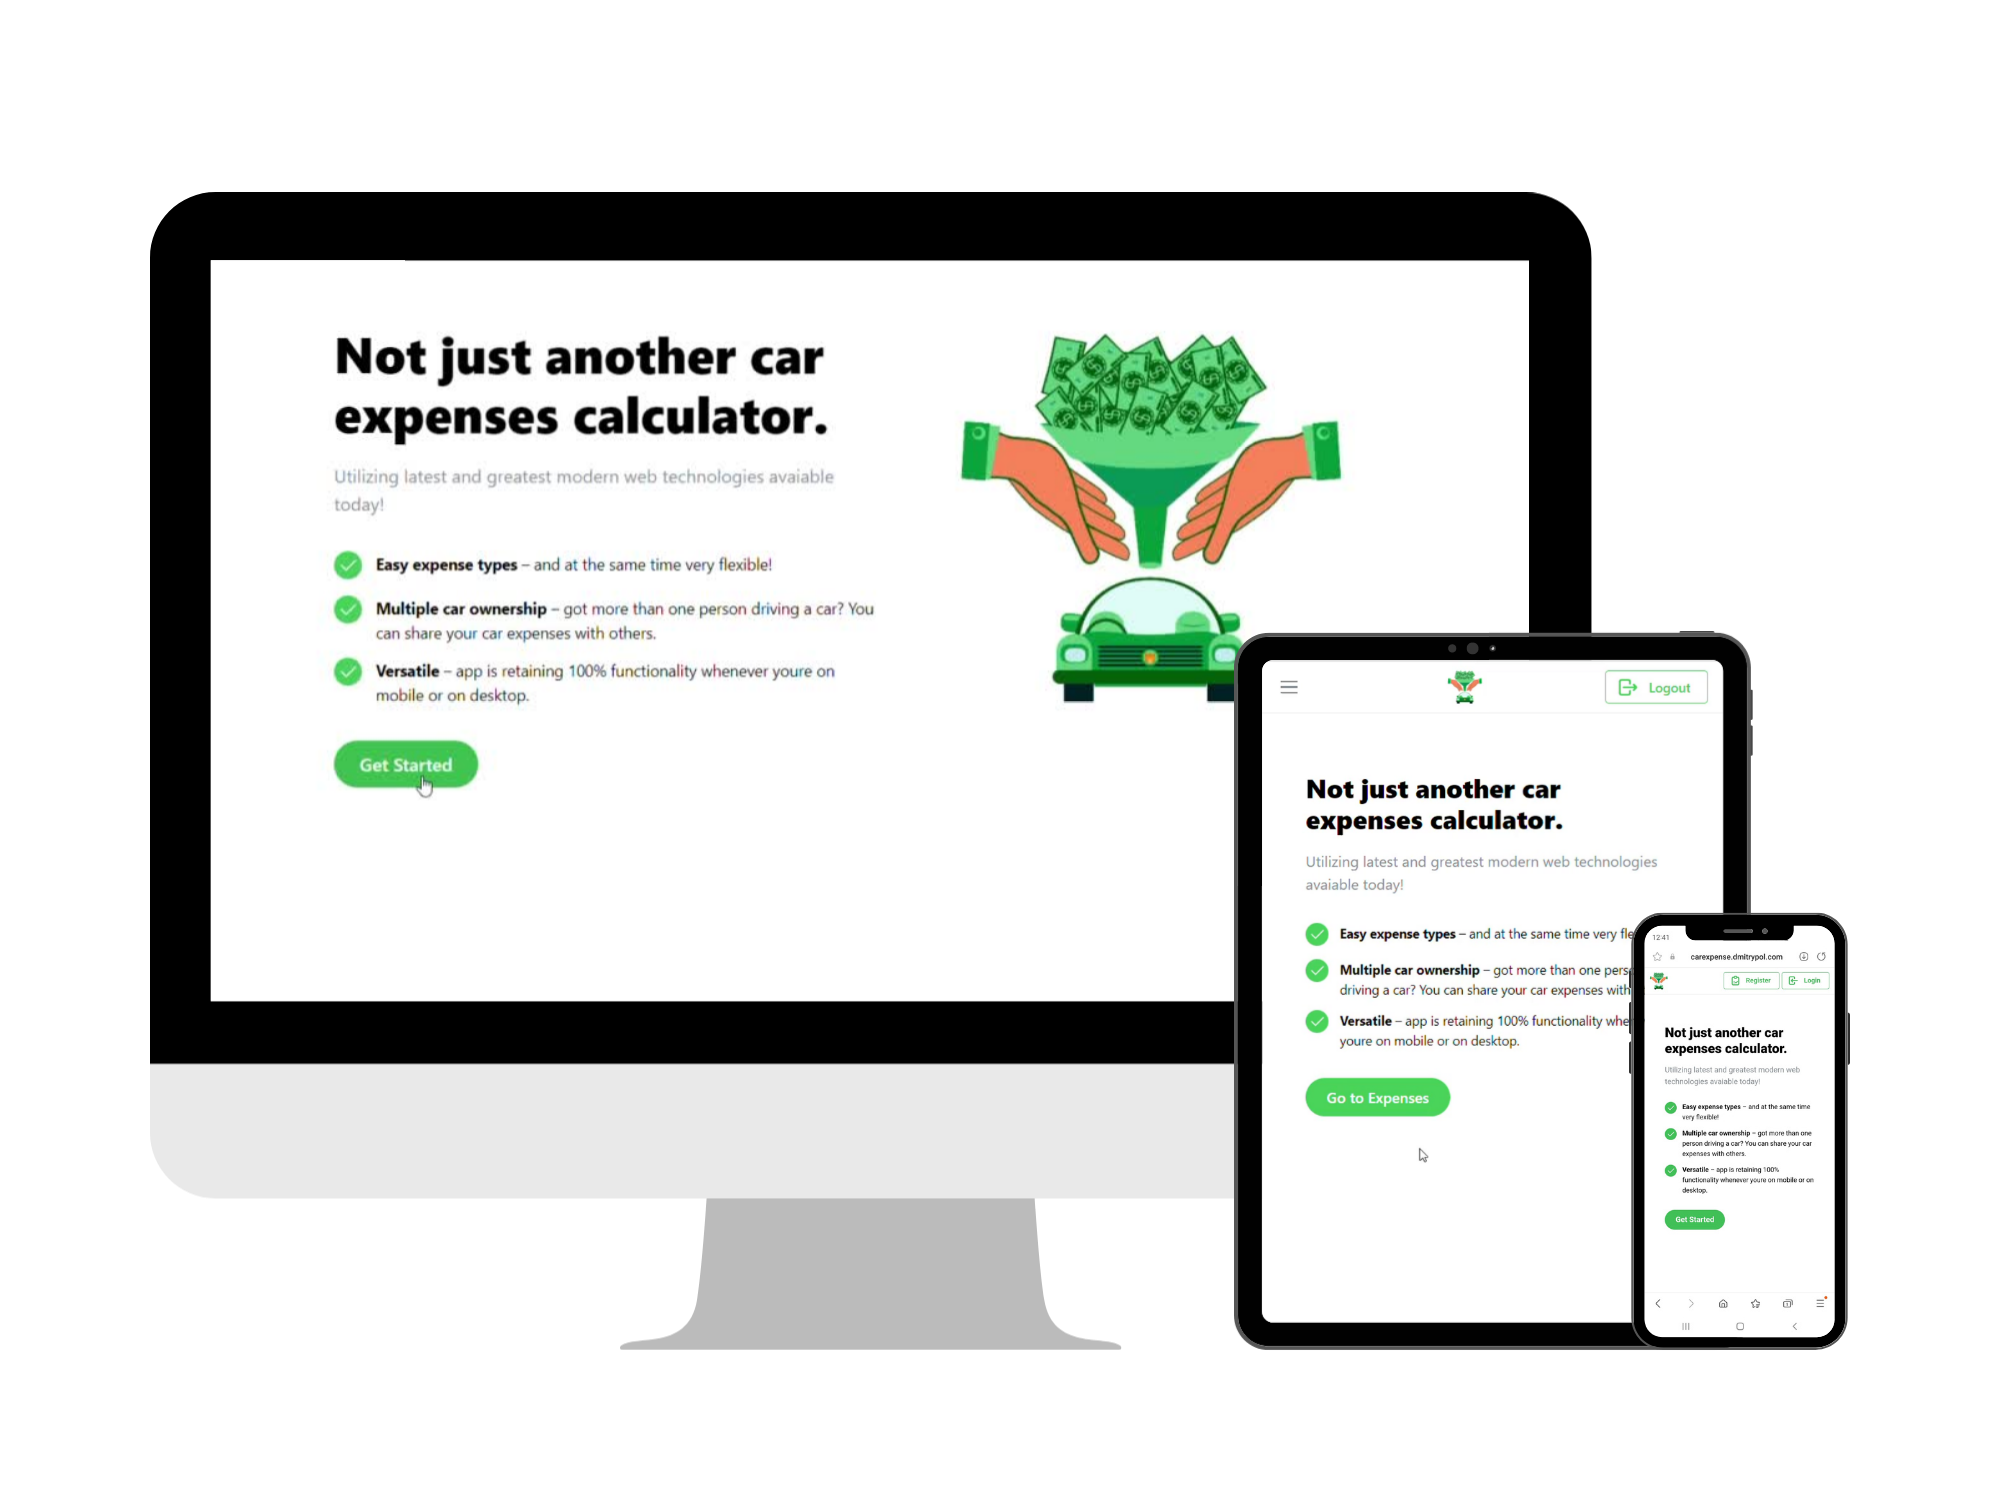 Not just another car
expenses calculator.
Utilizing latest and greatest modern web technologies avaiable
today!
Easy expense types – and at the same time very flexible!
Multiple car ownership – got more than one person driving a car? You
can share your car expenses with others.
Versatile – app is retaining 100% functionality whenever youre on
mobile or on desktop.
Get Started
Logout
Not just another car
expenses calculator.
Utilizing latest and greatest modern web technologies
avaiable today!
Easy expense types – and at the same time very fle
Multiple car ownership – got more than one pers
driving a car? You can share your car expenses with
Versatile – app is retaining 100% functionality whe
youre on mobile or on desktop.
Go to Expenses
12:41
carexpense.dmitrypol.com
Register
Login
Not just another car
expenses calculator.
Utilizing latest and greatest modern web
technologies avaiable today!
Easy expense types – and at the same time
very flexible!
Multiple car ownership – got more than one
person driving a car? You can share your car
expenses with others.
Versatile – app is retaining 100%
functionality whenever youre on mobile or on
desktop.
Get Started